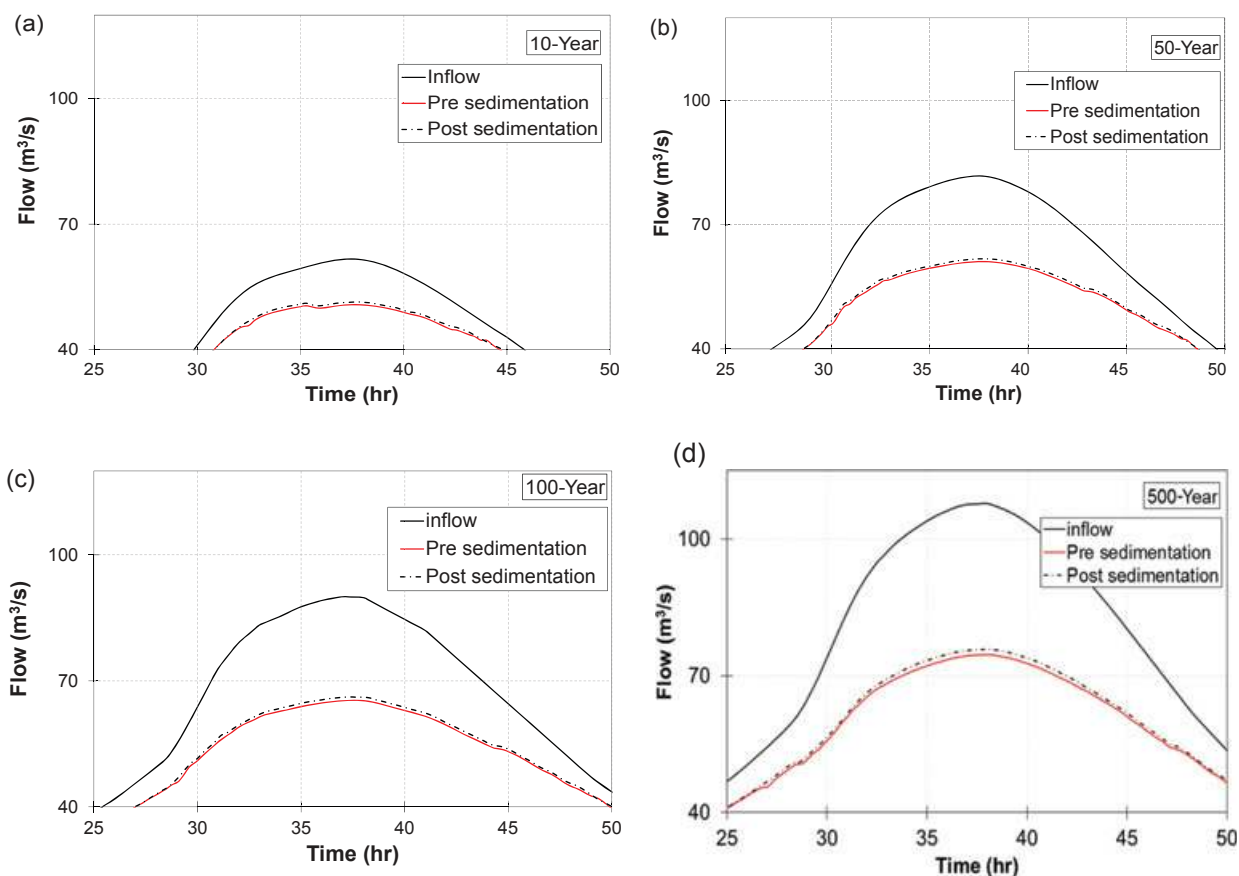 (a)
10-Year
Inflow
Pre sedimentation
Post sedimentation
100
70
40
Flow (m³/s)
25 30 35 40 45 50
Time (hr)
(b)
50-Year
Inflow
Pre sedimentation
Post sedimentation
100
70
40
Flow (m³/s)
25 30 35 40 45 50
Time (hr)
(c)
100-Year
inflow
Pre sedimentation
Post sedimentation
100
70
40
Flow (m³/s)
25 30 35 40 45 50
Time (hr)
(d)
500-Year
inflow
Pre sedimentation
Post sedimentation
100
70
40
Flow (m³/s)
25 30 35 40 45 50
Time (hr)